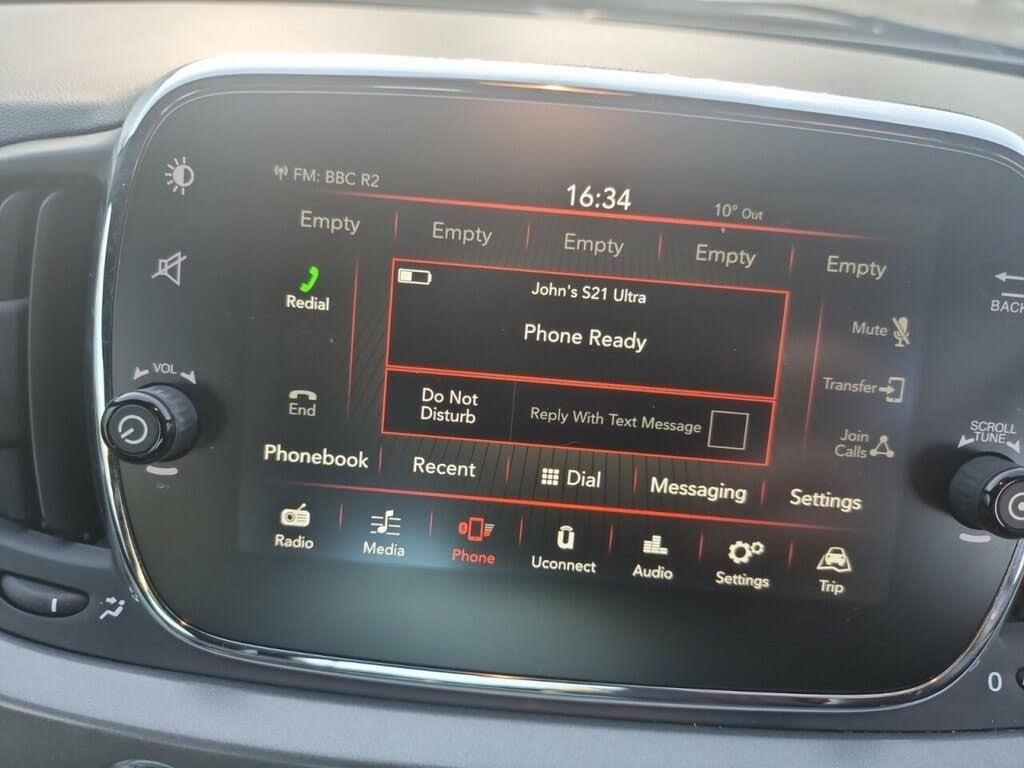 FM: BBC R2
16:34
10° Out
Empty
Empty
Empty
Empty
Empty
Redial
John's S21 Ultra
Phone Ready
Mute
Transfer
BACK
VOL
End
Do Not
Disturb
Reply With Text Message
Join
Calls
SCROLL
TUNE
Phonebook
Recent
Dial
Messaging
Settings
Radio
Media
Phone
Uconnect
Audio
Settings
Trip
0